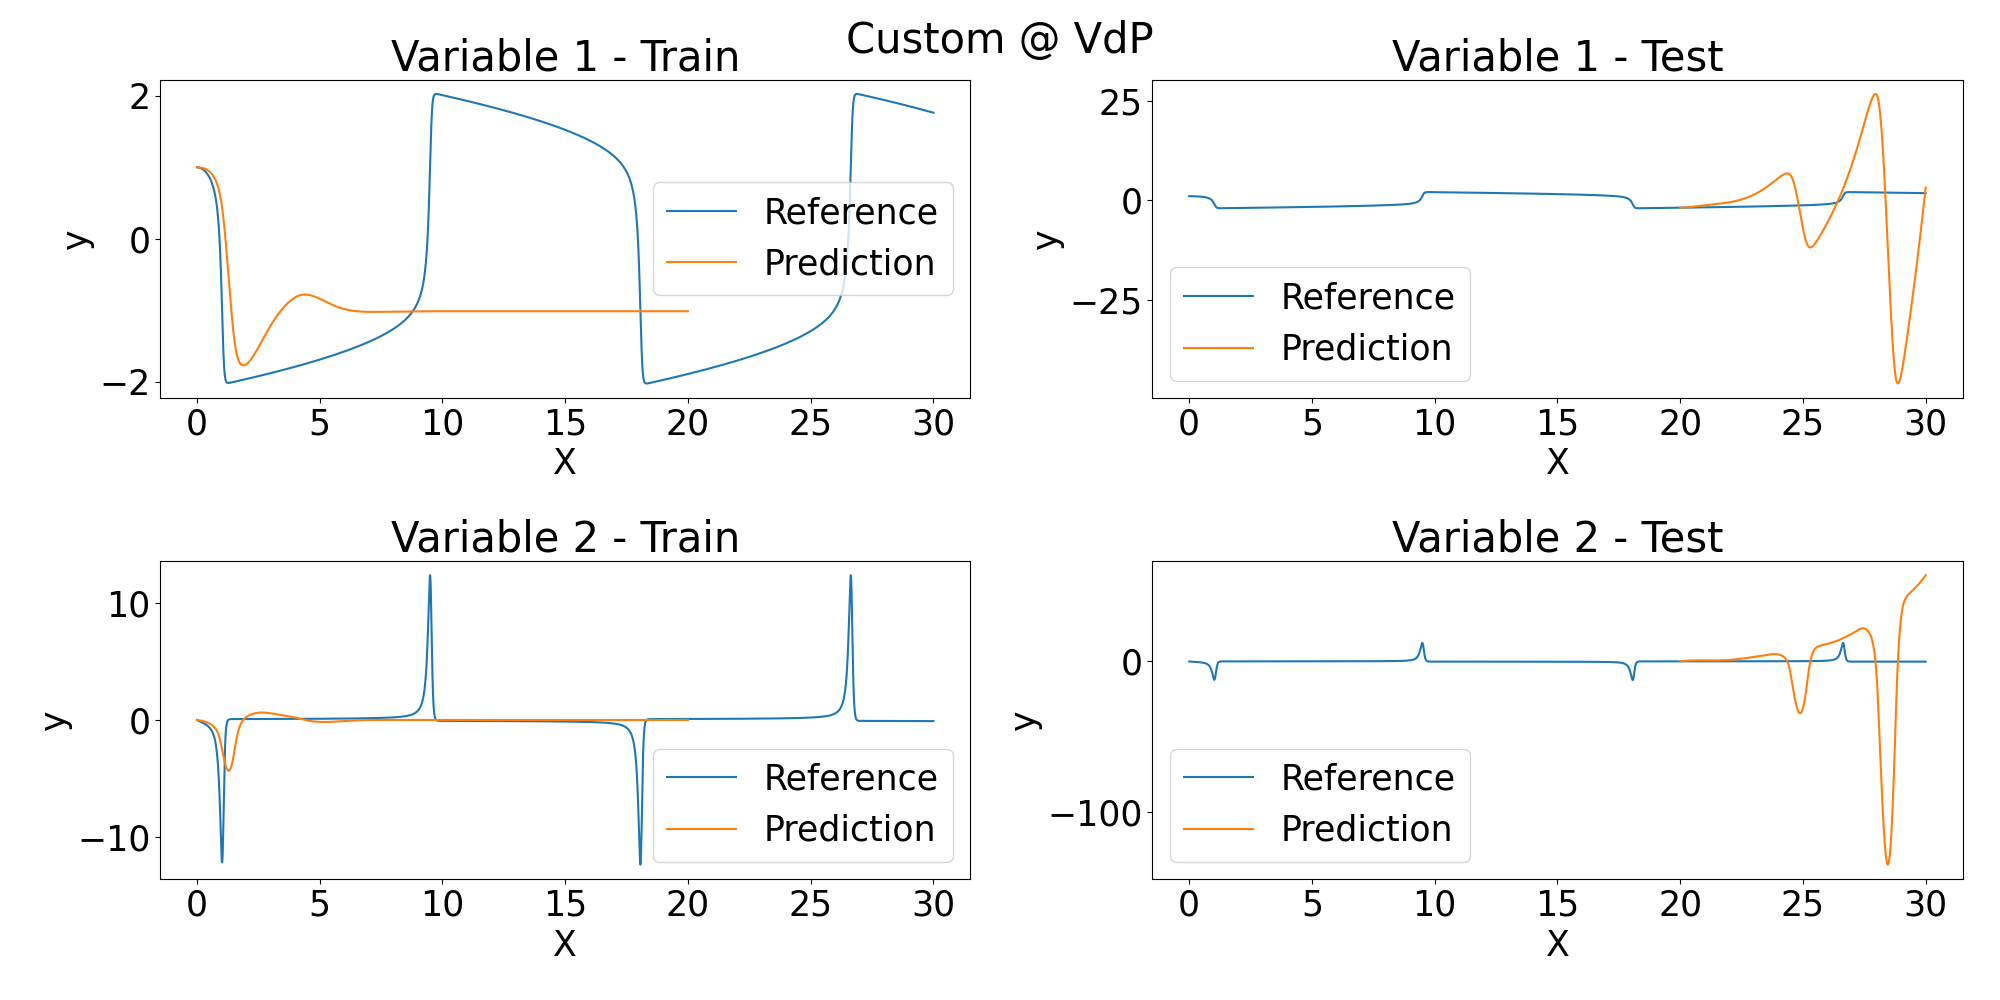 Custom @ VdP
Variable 1 - Train
2
0
−2
y
0 5 10 15 20 25 30
X
Reference
Prediction
Variable 1 - Test
25
0
−25
y
0 5 10 15 20 25 30
X
Reference
Prediction
Variable 2 - Train
10
0
−10
y
0 5 10 15 20 25 30
X
Reference
Prediction
Variable 2 - Test
0
−100
y
0 5 10 15 20 25 30
X
Reference
Prediction